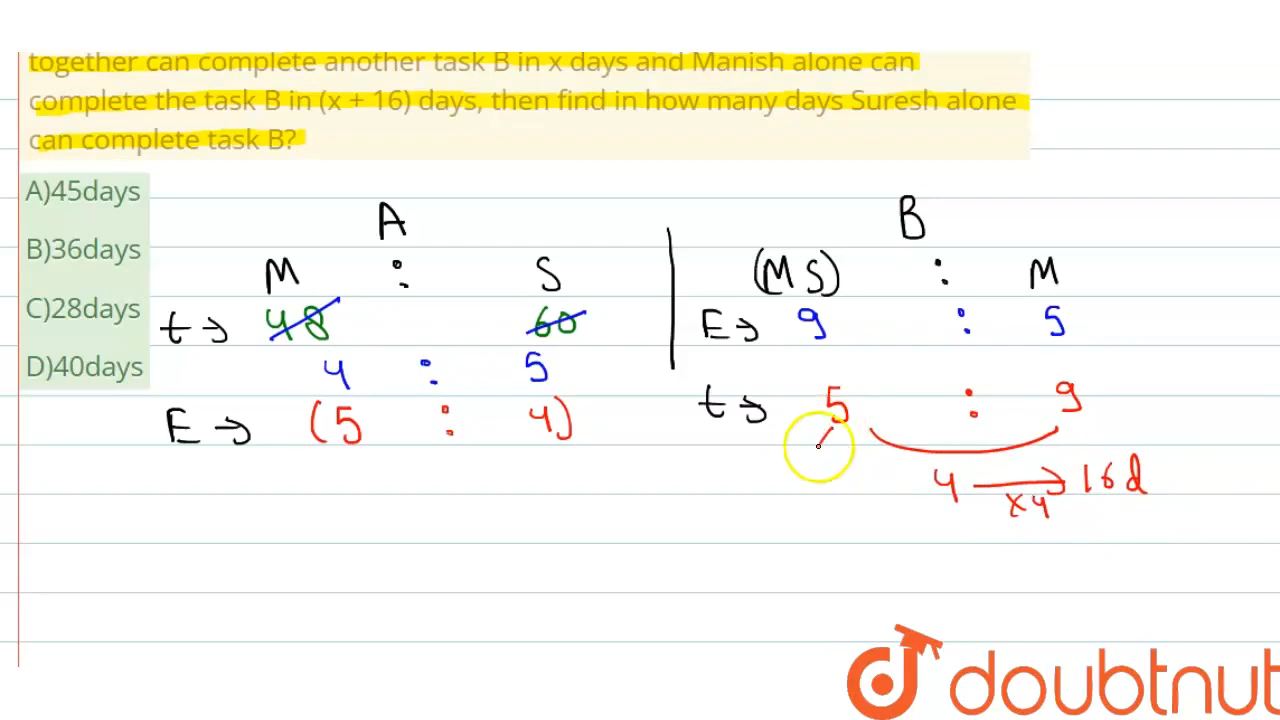 together can complete another task B in x days and Manish alone can
complete the task B in (x + 16) days, then find in how many days Suresh alone
can complete task B?
A)45days
B)36days
C)28days
D)40days
A
M : S
t → 48 60
4 : 5
E → (5 : 4)
B
(M S) : M
E → 9 : 5
t → 5 : 9
4 → 16d
×4
doubtnut